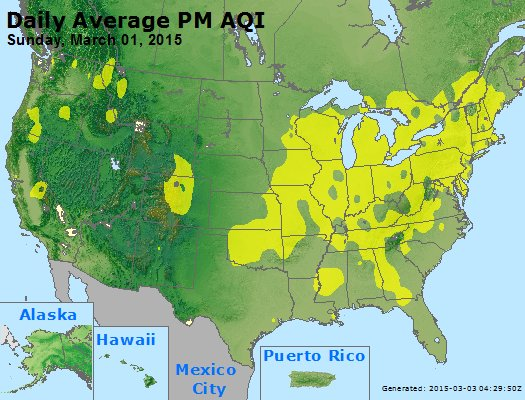 Daily Average PM AQI
Sunday, March 01, 2015
Alaska
Hawaii
Mexico
City
Puerto Rico
Generated: 2015-03-03 04:29:50Z